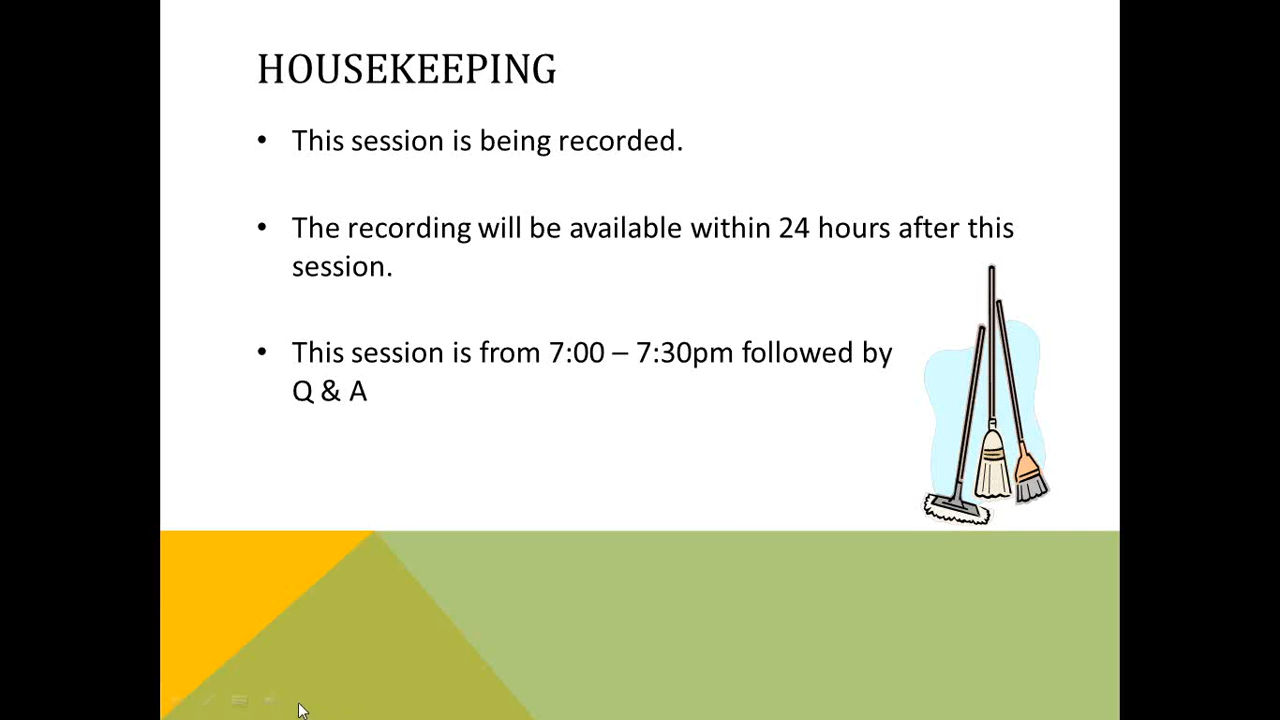 HOUSEKEEPING
• This session is being recorded.
• The recording will be available within 24 hours after this
session.
• This session is from 7:00 – 7:30pm followed by
Q & A